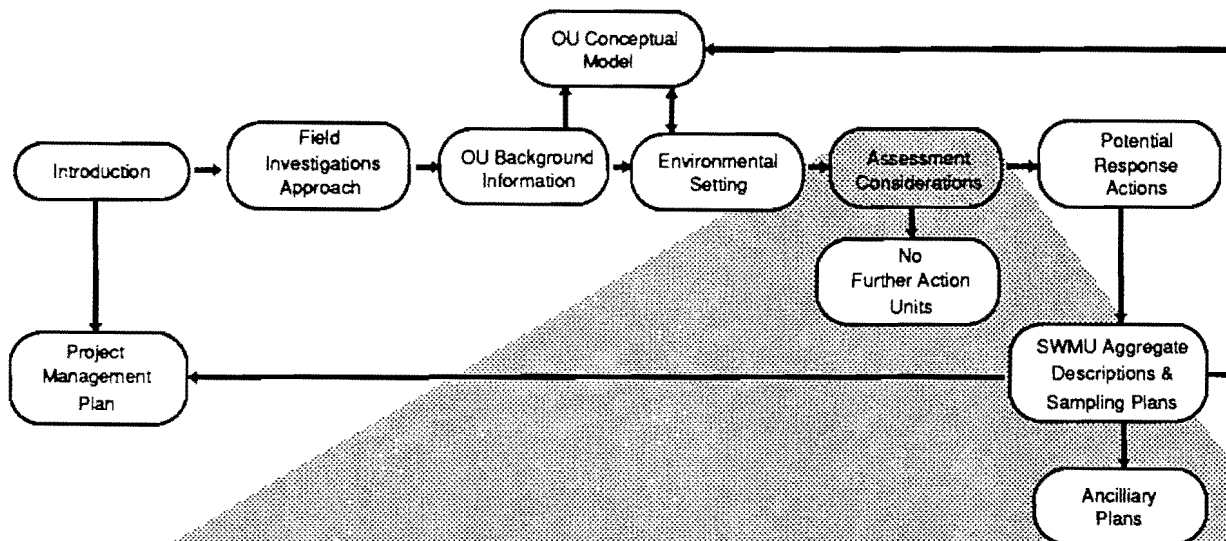 OU Conceptual
Model
Introduction
Field
Investigations
Approach
OU Background
Information
Environmental
Setting
Assessment
Considerations
Potential
Response
Actions
No
Further Action
Units
Project
Management
Plan
SWMU Aggregate
Descriptions &
Sampling Plans
Ancilliary
Plans